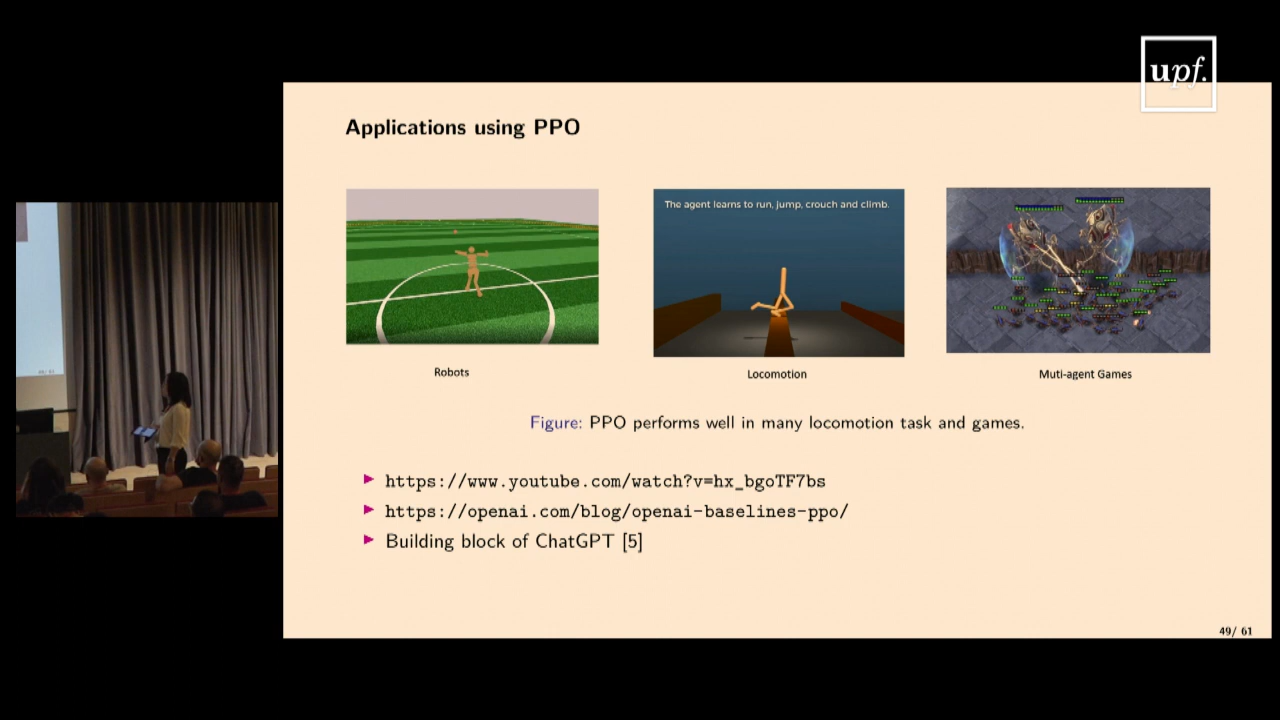 upf.
Applications using PPO
The agent learns to run, jump, crouch and climb.
Robots
Locomotion
Muti-agent Games
Figure: PPO performs well in many locomotion task and games.
https://www.youtube.com/watch?v=hx_bgoTF7bs
https://openai.com/blog/openai-baselines-ppo/
Building block of ChatGPT [5]
49/ 61